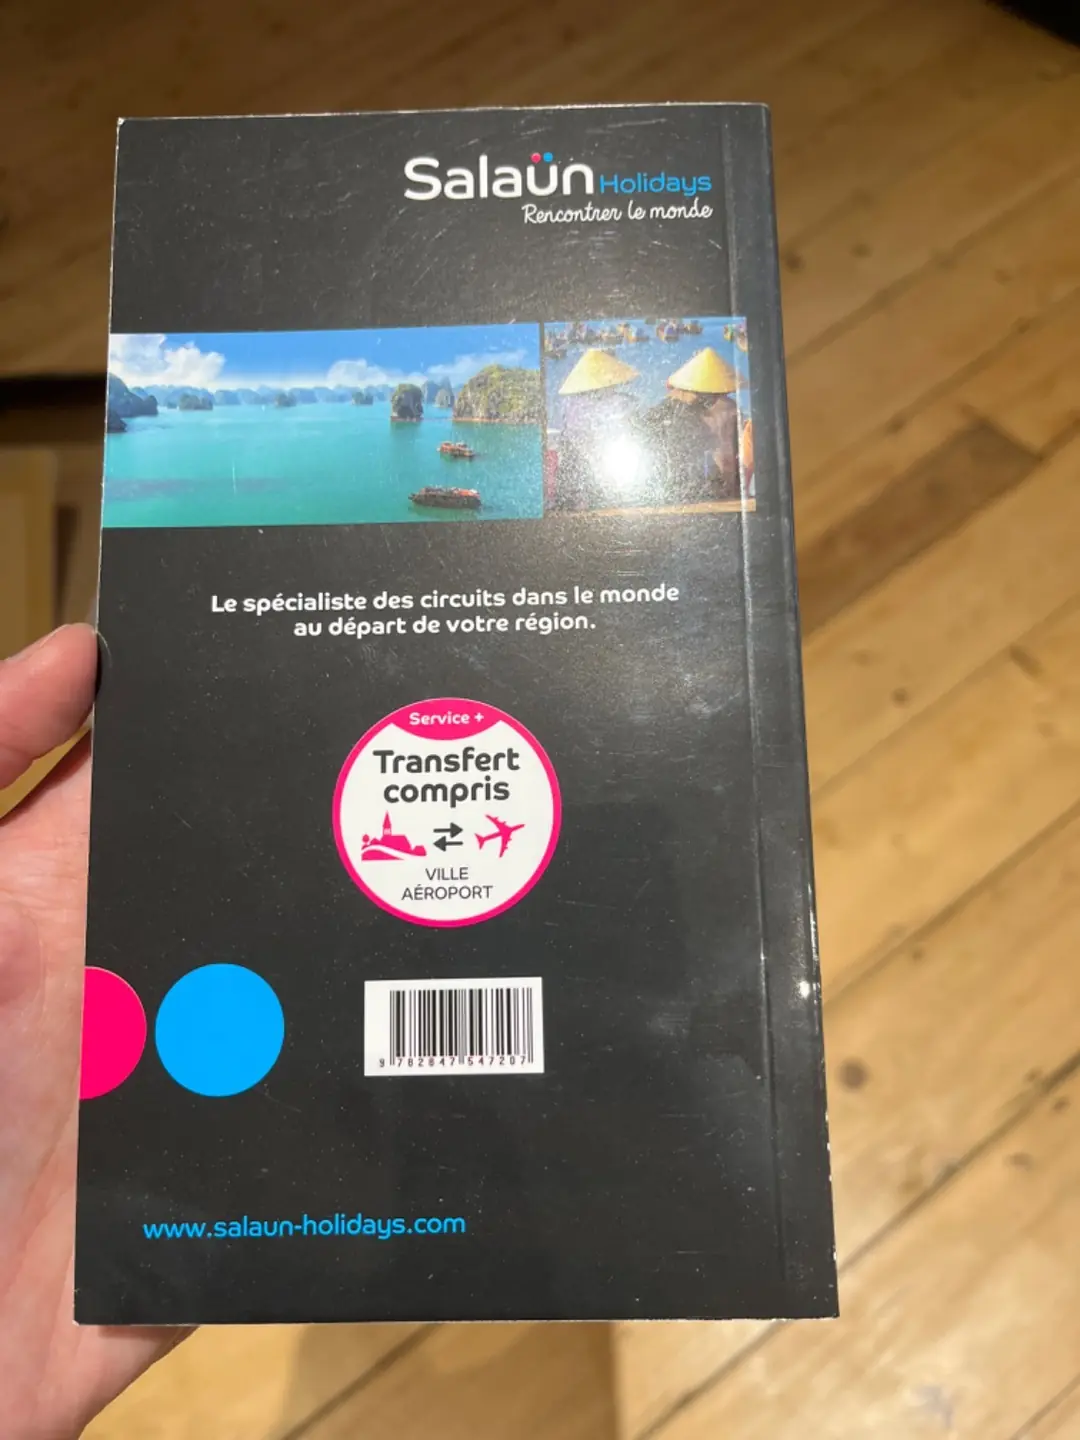 Salaün Holidays
Rencontrer le monde
Le spécialiste des circuits dans le monde
au départ de votre région.
Service +
Transfert
compris
VILLE
AÉROPORT
9 782847 547207
www.salaun-holidays.com